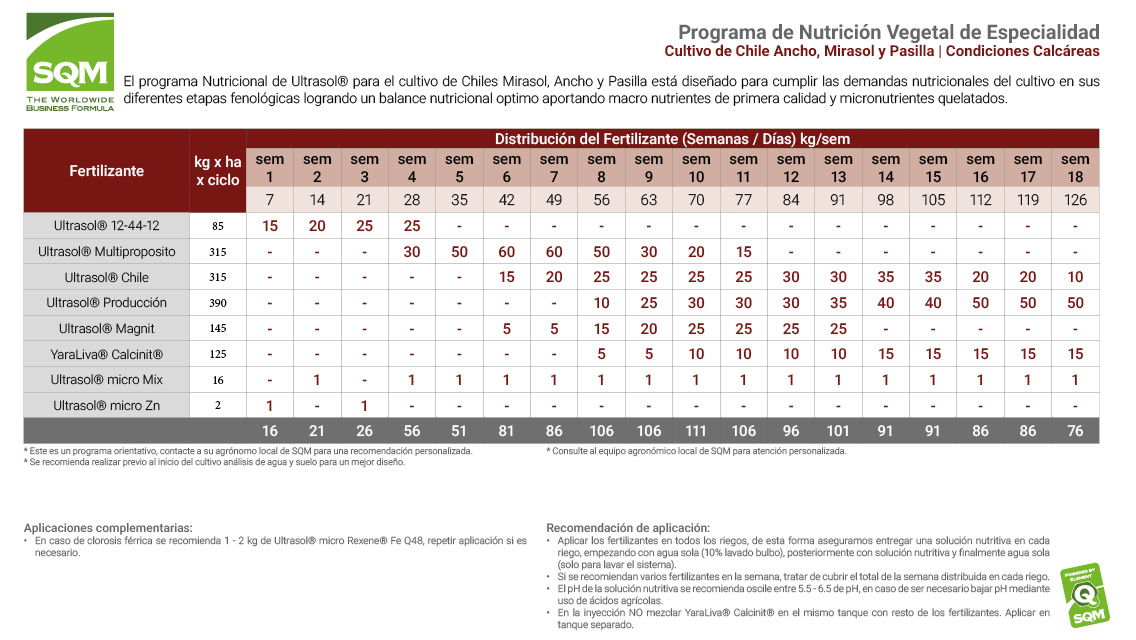 SQM
THE WORLDWIDE
BUSINESS FORMULA
Programa de Nutrición Vegetal de Especialidad
Cultivo de Chile Ancho, Mirasol y Pasilla | Condiciones Calcáreas
El programa Nutricional de Ultrasol® para el cultivo de Chiles Mirasol, Ancho y Pasilla está diseñado para cumplir las demandas nutricionales del cultivo en sus
diferentes etapas fenológicas logrando un balance nutricional optimo aportando macro nutrientes de primera calidad y micronutrientes quelatados.
Fertilizante kg x ha x ciclo Distribución del Fertilizante (Semanas / Días) kg/sem
sem 1 sem 2 sem 3 sem 4 sem 5 sem 6 sem 7 sem 8 sem 9 sem 10 sem 11 sem 12 sem 13 sem 14 sem 15 sem 16 sem 17 sem 18
7 14 21 28 35 42 49 56 63 70 77 84 91 98 105 112 119 126
Ultrasol® 12-44-12 85 15 20 25 25 - - - - - - - - - - - - - -
Ultrasol® Multiproposito 315 - - - 30 50 60 60 50 30 20 15 - - - - - - -
Ultrasol® Chile 315 - - - - - 15 20 25 25 25 25 30 30 35 35 20 20 10
Ultrasol® Producción 390 - - - - - - - 10 25 30 30 30 35 40 40 50 50 50
Ultrasol® Magnit 145 - - - - - 5 5 15 20 25 25 25 25 - - - - -
YaraLiva® Calcinit® 125 - - - - - - - 5 5 10 10 10 10 15 15 15 15 15
Ultrasol® micro Mix 16 - 1 - 1 1 1 1 1 1 1 1 1 1 1 1 1 1 1
Ultrasol® micro Zn 2 1 - 1 - - - - - - - - - - - - - - -
16 21 26 56 51 81 86 106 106 111 106 96 101 91 91 86 86 76
* Este es un programa orientativo, contacte a su agrónomo local de SQM para una recomendación personalizada.
* Se recomienda realizar previo al inicio del cultivo análisis de agua y suelo para un mejor diseño.
* Consulte al equipo agronómico local de SQM para atención personalizada.
Aplicaciones complementarias:
• En caso de clorosis férrica se recomienda 1 - 2 kg de Ultrasol® micro Rexene® Fe Q48, repetir aplicación si es
necesario.
Recomendación de aplicación:
• Aplicar los fertilizantes en todos los riegos, de esta forma aseguramos entregar una solución nutritiva en cada
riego, empezando con agua sola (10% lavado bulbo), posteriormente con solución nutritiva y finalmente agua sola
(solo para lavar el sistema).
• Si se recomiendan varios fertilizantes en la semana, tratar de cubrir el total de la semana distribuida en cada riego.
• El pH de la solución nutritiva se recomienda oscile entre 5.5 - 6.5 de pH, en caso de ser necesario bajar pH mediante
uso de ácidos agrícolas.
• En la inyección NO mezclar YaraLiva® Calcinit® en el mismo tanque con resto de los fertilizantes. Aplicar en
tanque separado.
POWERED BY
ELEMENT
Q
SQM